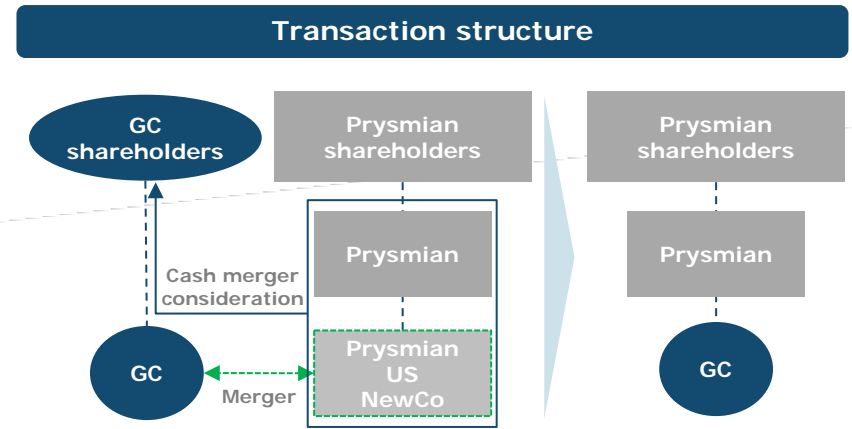 Transaction structure
GC
shareholders
Prysmian
shareholders
Prysmian
shareholders
Prysmian
Prysmian
Cash merger
consideration
GC
Merger
Prysmian
US
NewCo
GC